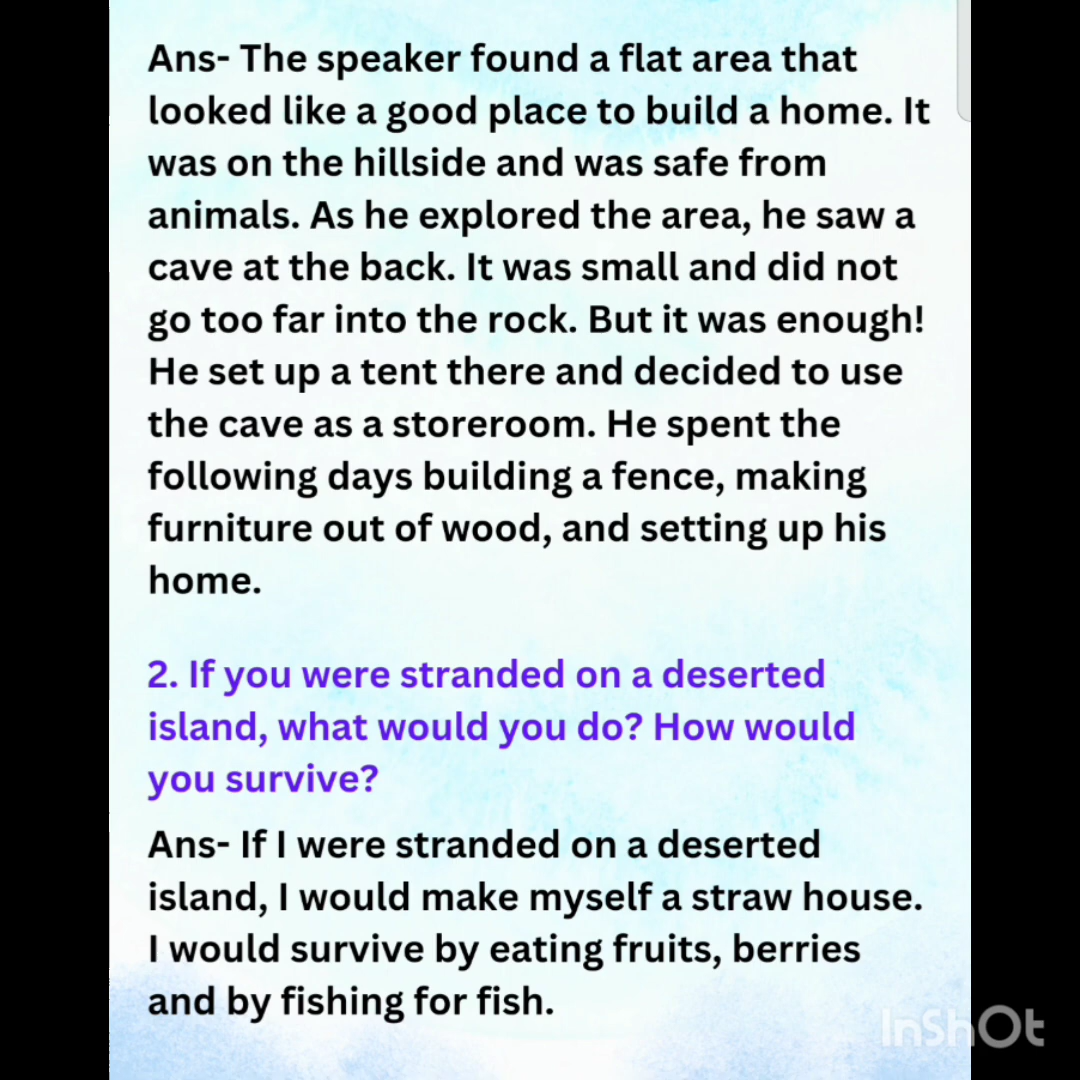 Ans- The speaker found a flat area that
looked like a good place to build a home. It
was on the hillside and was safe from
animals. As he explored the area, he saw a
cave at the back. It was small and did not
go too far into the rock. But it was enough!
He set up a tent there and decided to use
the cave as a storeroom. He spent the
following days building a fence, making
furniture out of wood, and setting up his
home.
2. If you were stranded on a deserted
island, what would you do? How would
you survive?
Ans- If I were stranded on a deserted
island, I would make myself a straw house.
I would survive by eating fruits, berries
and by fishing for fish.
InShOt